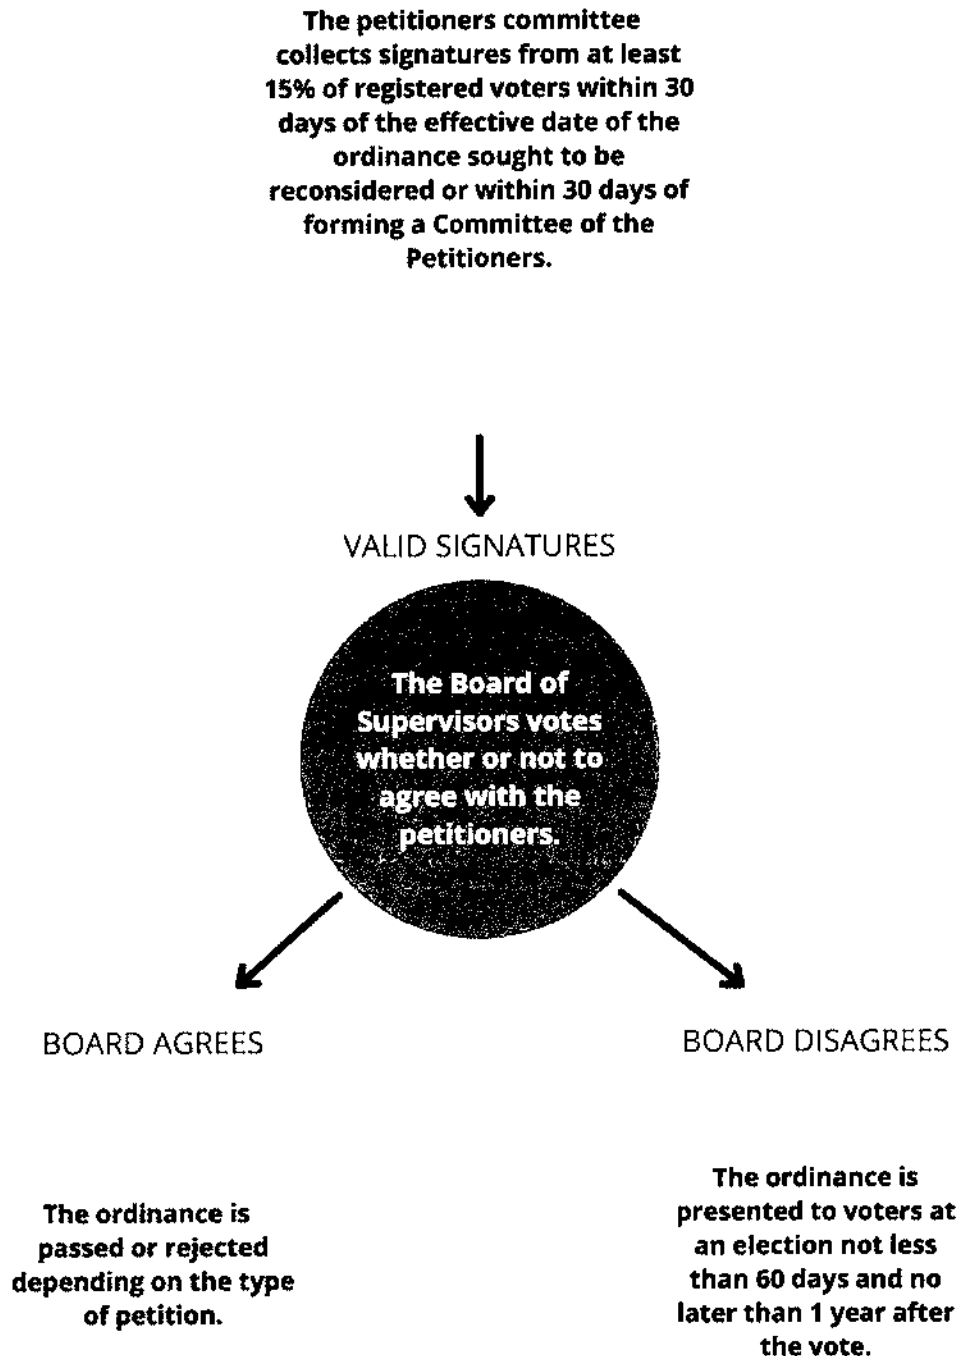 The petitioners committee
collects signatures from at least
15% of registered voters within 30
days of the effective date of the
ordinance sought to be
reconsidered or within 30 days of
forming a Committee of the
Petitioners.
VALID SIGNATURES
The Board of
Supervisors votes
whether or not to
agree with the
petitioners.
BOARD AGREES
The ordinance is
passed or rejected
depending on the type
of petition.
BOARD DISAGREES
The ordinance is
presented to voters at
an election not less
than 60 days and no
later than 1 year after
the vote.